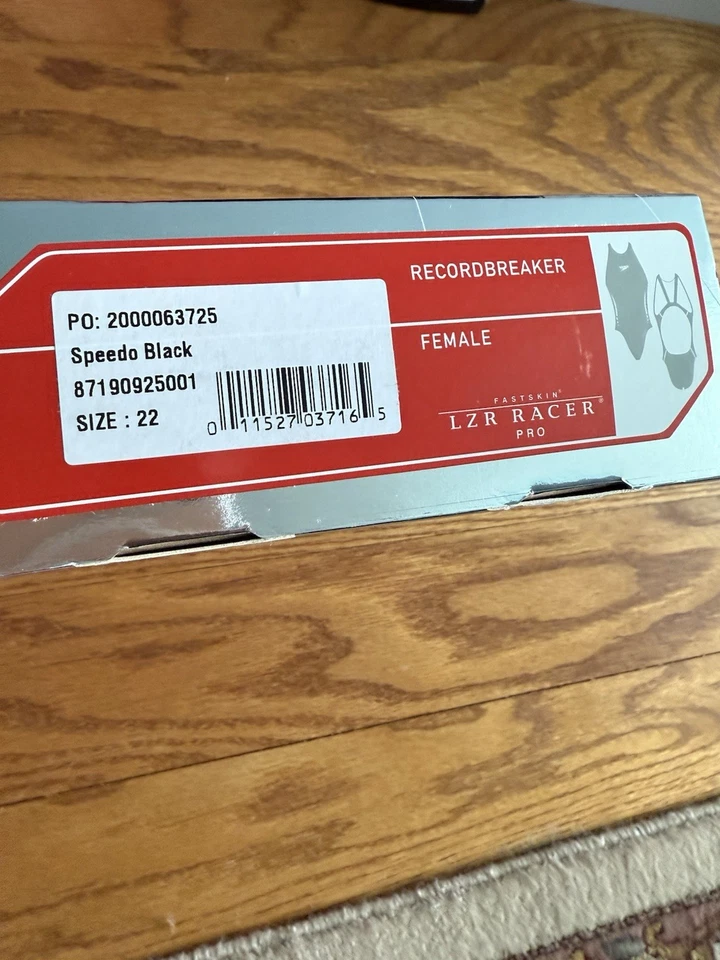 PO: 2000063725
Speedo Black
87190925001
SIZE : 22
0 11527 03716 5
RECORDBREAKER
FEMALE
FASTSKIN®
LZR RACER®
PRO